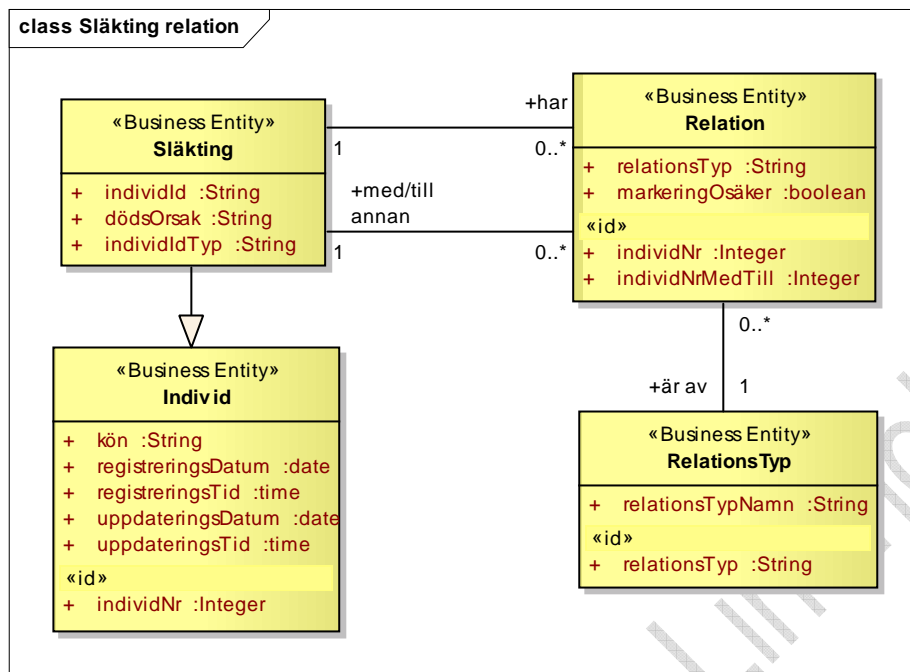 class Släkting relation
«Business Entity»
Släkting
+ individId :String
+ dödsOrsak :String
+ individIdTyp :String
+har
1
0..*
+med/till
annan
1
0..*
«Business Entity»
Relation
+ relationsTyp :String
+ markeringOsäker :boolean
«id»
+ individNr :Integer
+ individNrMedTill :Integer
0..*
+är av
1
«Business Entity»
Individ
+ kön :String
+ registreringsDatum :date
+ registreringsTid :time
+ uppdateringsDatum :date
+ uppdateringsTid :time
«id»
+ individNr :Integer
«Business Entity»
RelationsTyp
+ relationsTypNamn :String
«id»
+ relationsTyp :String